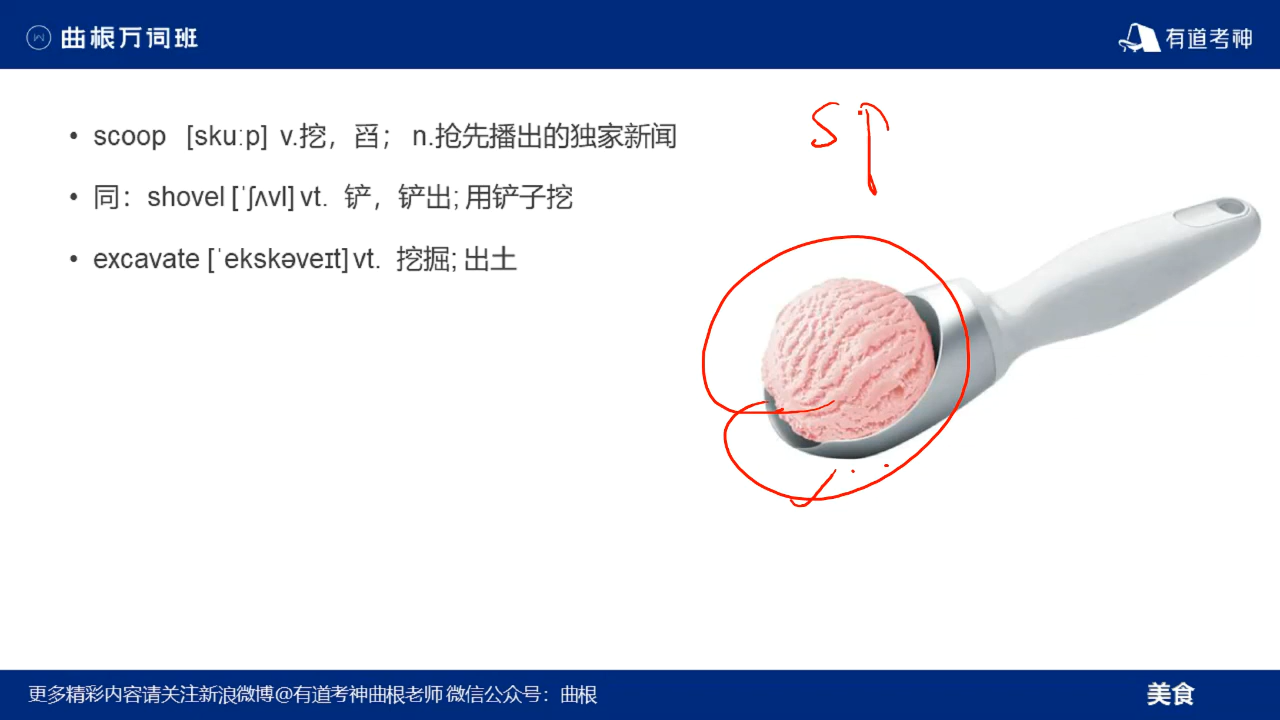 曲根万词班
有道考神
• scoop [skuːp] v.挖，舀； n.抢先播出的独家新闻
• 同：shovel [ˈʃʌvl] vt. 铲，铲出; 用铲子挖
• excavate [ˈekskəveɪt] vt. 挖掘; 出土
sp
更多精彩内容请关注新浪微博@有道考神曲根老师 微信公众号：曲根
美食